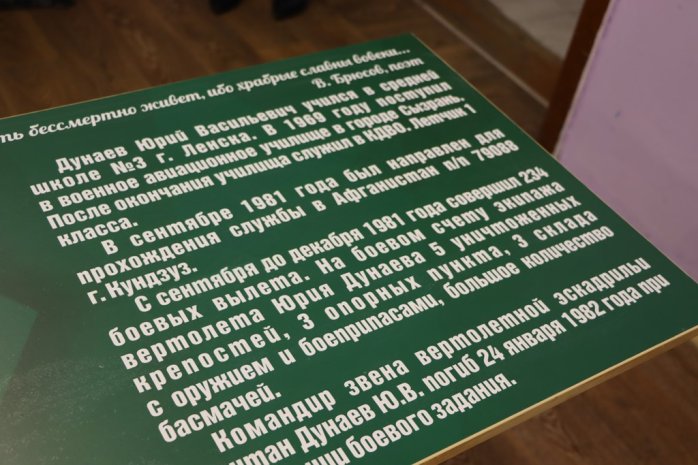 ть бессмертно живет, ибо храбрые славны вовеки...
В. Брюсов, поэт
Дунаев Юрий Васильевич учился в средней
школе №3 г. Ленска. В 1969 году поступил
в военное авиационное училище в городе Сызрань.
После окончания училища служил в КДВО. Летчик 1
класса.
В сентябре 1981 года был направлен для
прохождения службы в Афганистан п/п 79088
г. Кундуз.
С сентября до декабря 1981 года совершил 234
боевых вылета. На боевом счету экипажа
вертолета Юрия Дунаева 5 уничтоженных
крепостей, 3 опорных пункта, 3 склада
с оружием и боеприпасами, большое количество
басмачей.
Командир звена вертолетной эскадрильи
итан Дунаев Ю.В. погиб 24 января 1982 года при
нии боевого задания.